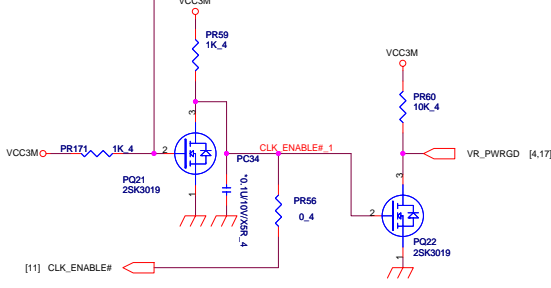 VCC3M
PR59
1K_4
VCC3M
PR60
10K_4
3
VCC3M
PR171
1K_4
2
CLK_ENABLE#_1
VR_PWRGD [4,17]
PC34
PQ21
2SK3019
1
*0.1U/10V/X5R_4
PR56
0_4
3
2
PQ22
2SK3019
1
[11] CLK_ENABLE#